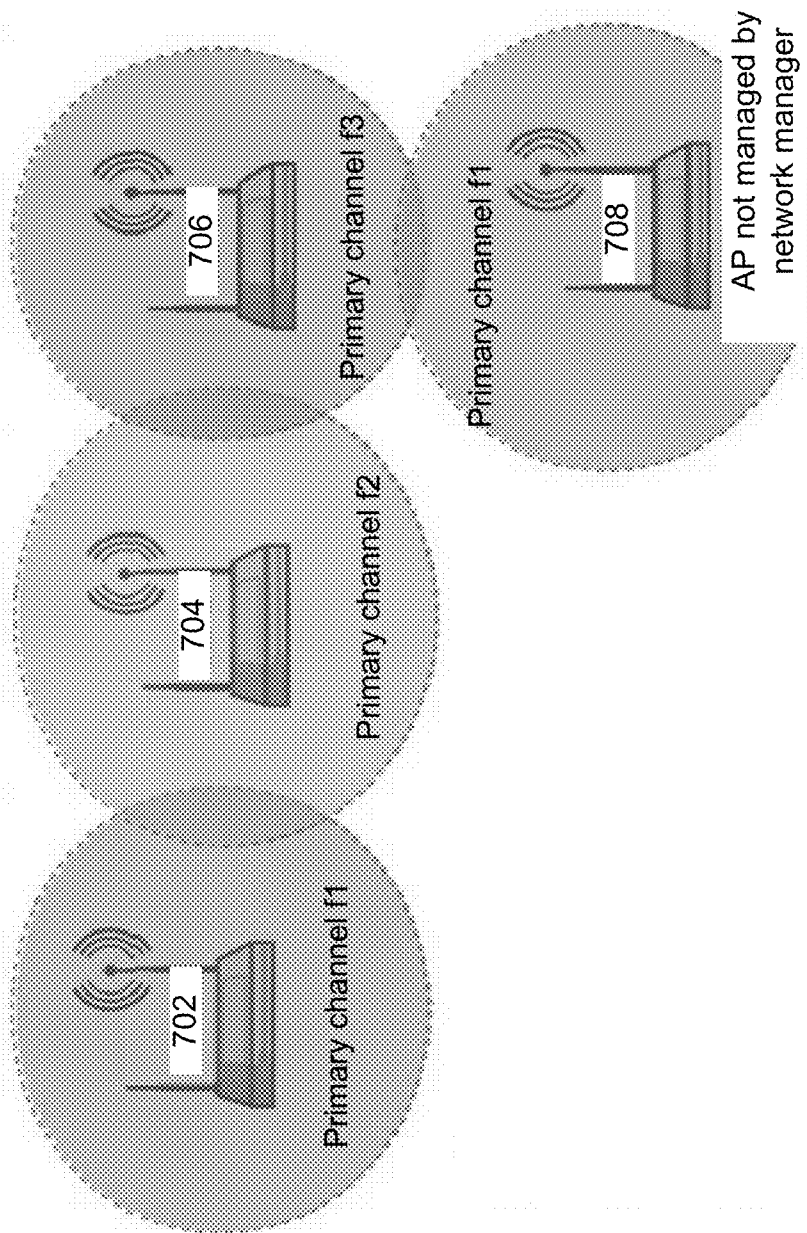 702
Primary channel f1
704
Primary channel f2
706
Primary channel f3
Primary channel f1
708
AP not managed by
network manager